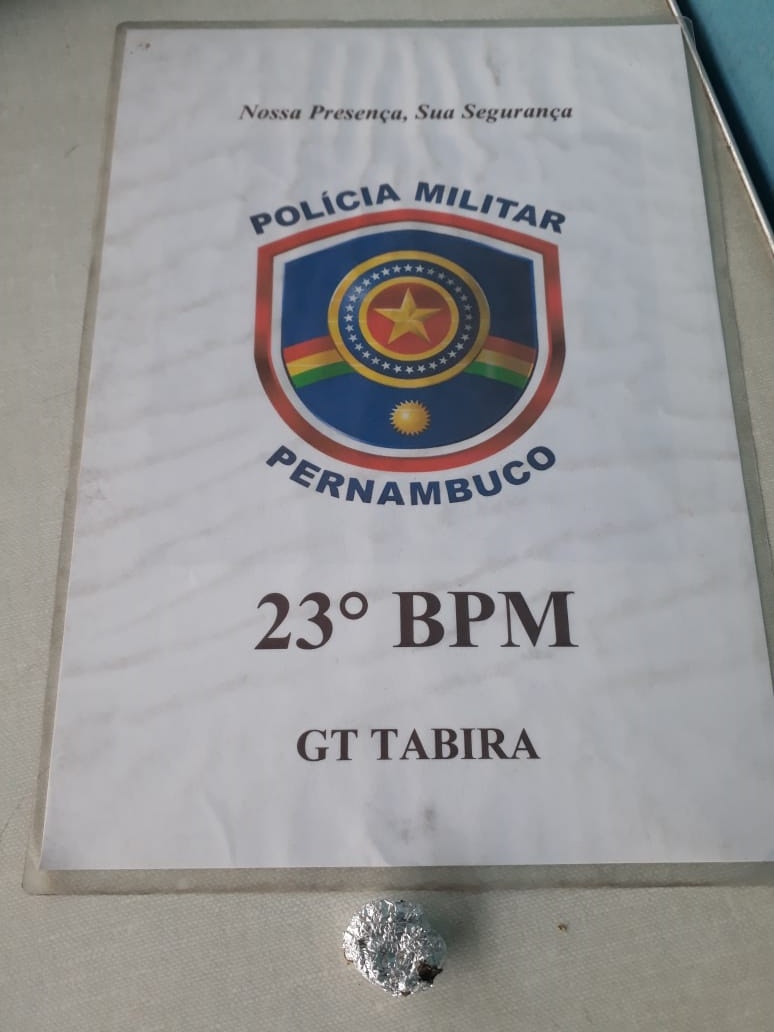 Nossa Presença, Sua Segurança
POLÍCIA MILITAR
PERNAMBUCO
23° BPM
GT TABIRA